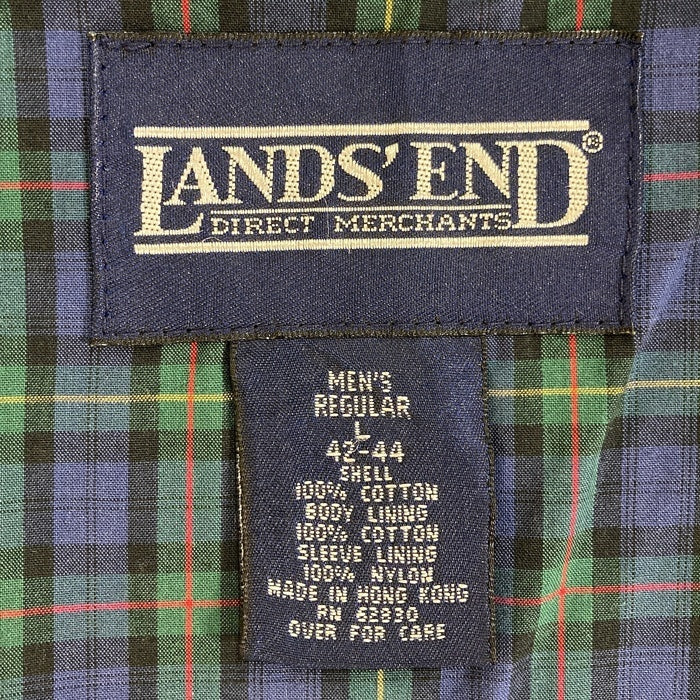 LANDS' END®
DIRECT MERCHANTS
MEN'S
REGULAR
L
42-44
SHELL
100% COTTON
BODY LINING
100% COTTON
SLEEVE LINING
100% NYLON
MADE IN HONG KONG
RN 62830
OVER FOR CARE